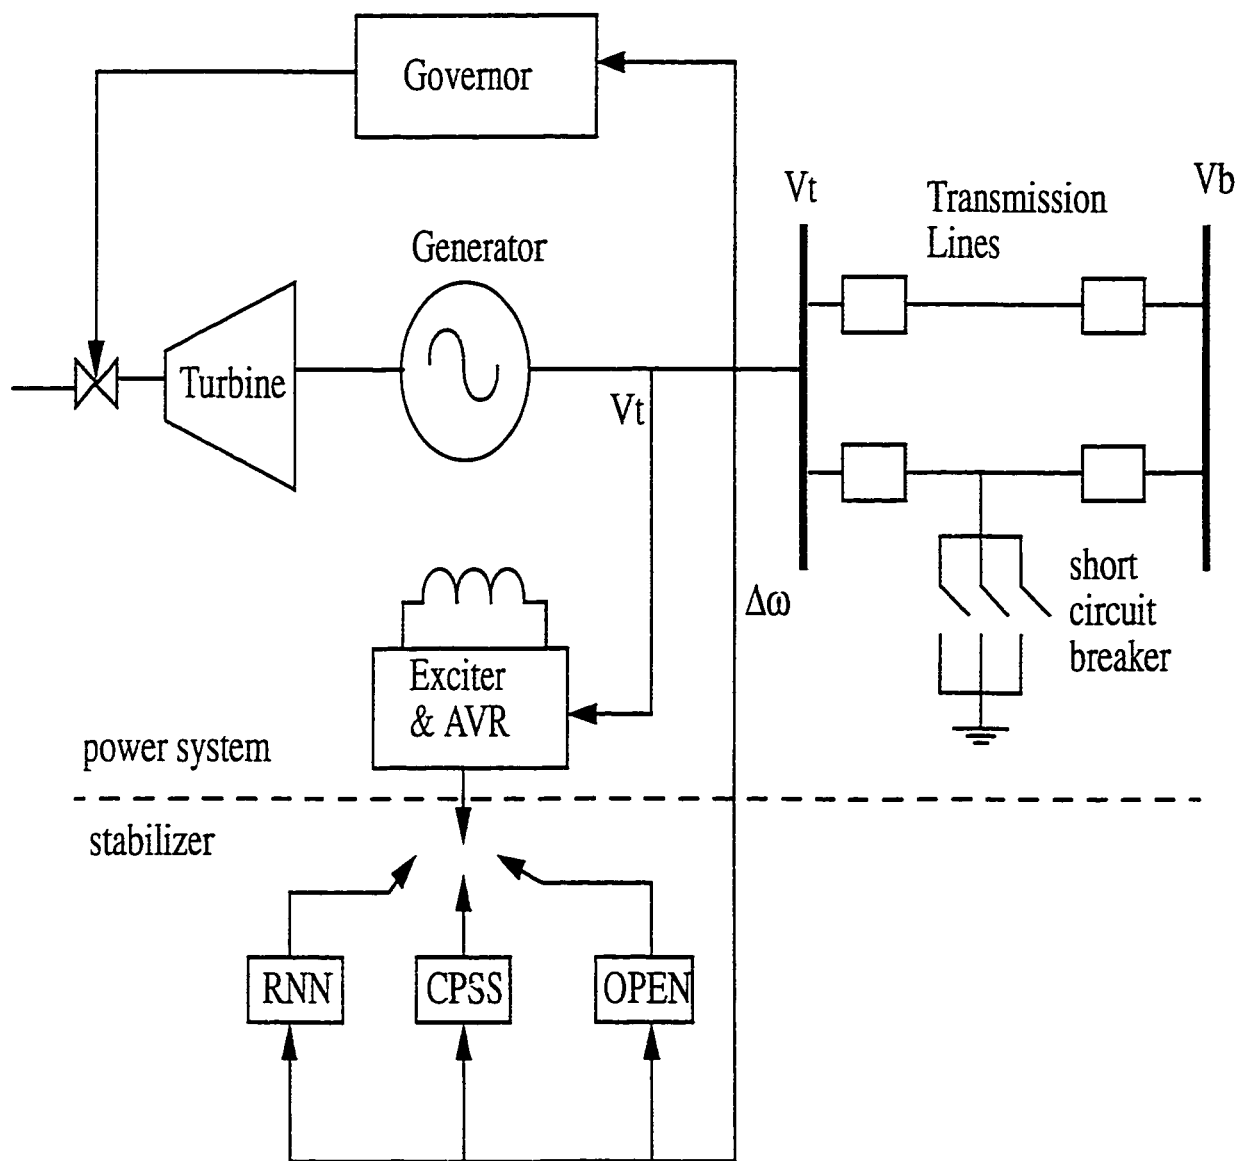 Governor
Vt
Transmission
Lines
Vb
Generator
Turbine
Vt
short
circuit
breaker
Δω
Exciter
& AVR
power system
stabilizer
RNN
CPSS
OPEN